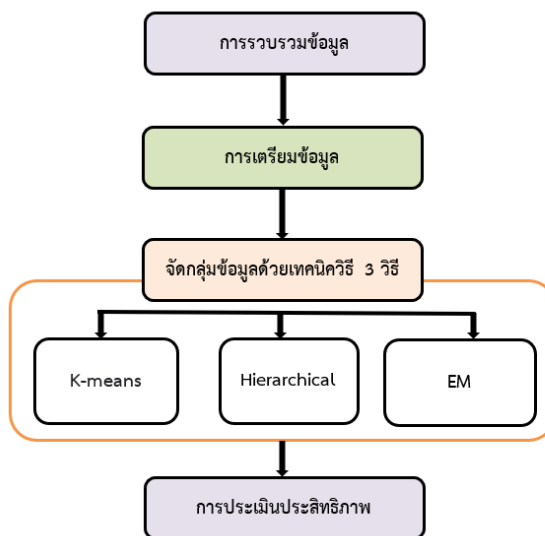 การรวบรวมข้อมูล
การเตรียมข้อมูล
จัดกลุ่มข้อมูลด้วยเทคนิควิธี 3 วิธี
K-means
Hierarchical
EM
การประเมินประสิทธิภาพ